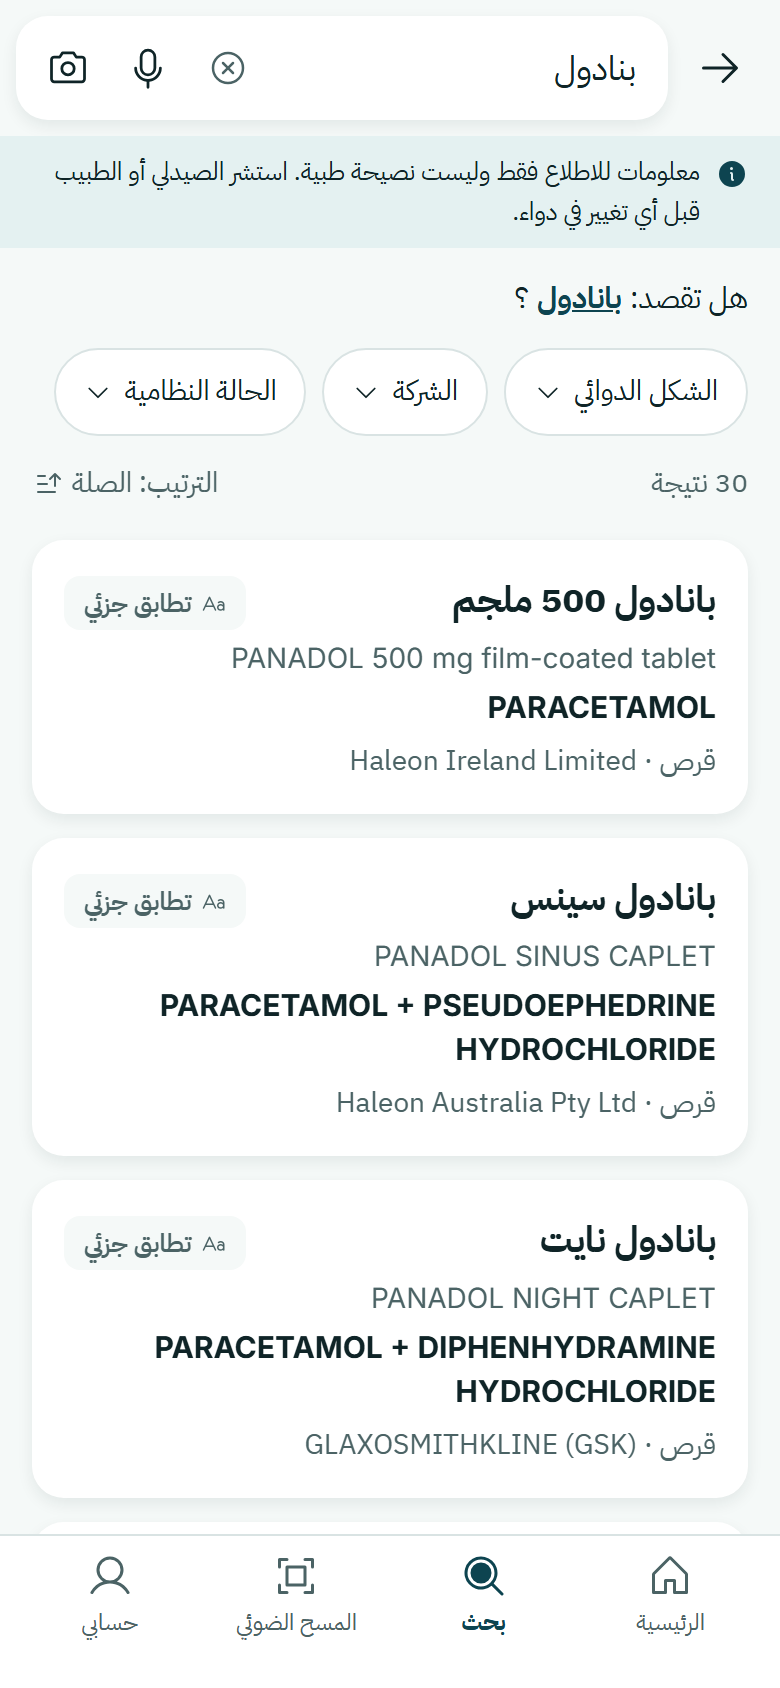 بنادول
معلومات للاطلاع فقط وليست نصيحة طبية. استشر الصيدلي أو الطبيب
قبل أي تغيير في دواء.
هل تقصد: بانادول ؟
الشكل الدوائي
الشركة
الحالة النظامية
30 نتيجة
الترتيب: الصلة
بانادول 500 ملجم
Aa تطابق جزئي
PANADOL 500 mg film-coated tablet
PARACETAMOL
قرص · Haleon Ireland Limited
بانادول سينس
Aa تطابق جزئي
PANADOL SINUS CAPLET
PARACETAMOL + PSEUDOEPHEDRINE
HYDROCHLORIDE
قرص · Haleon Australia Pty Ltd
بانادول نايت
Aa تطابق جزئي
PANADOL NIGHT CAPLET
PARACETAMOL + DIPHENHYDRAMINE
HYDROCHLORIDE
قرص · GLAXOSMITHKLINE (GSK)
الرئيسية
بحث
المسح الضوئي
حسابي